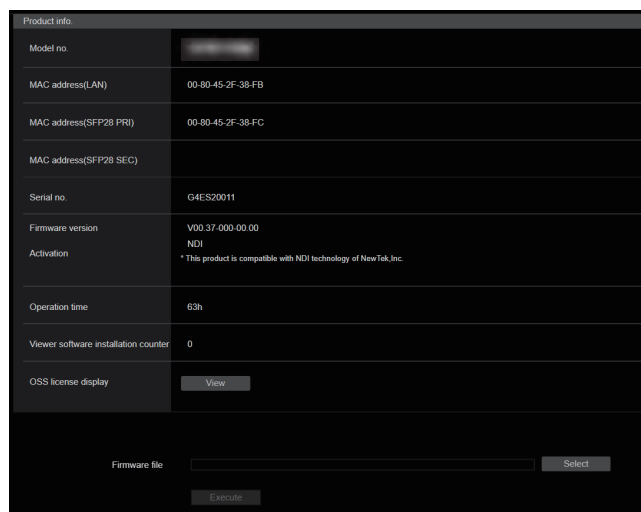 Product info.
Model no.
MAC address(LAN) 00-80-45-2F-38-FB
MAC address(SFP28 PRI) 00-80-45-2F-38-FC
MAC address(SFP28 SEC)
Serial no. G4ES20011
Firmware version V00.37-000-00.00
NDI
Activation
* This product is compatible with NDI technology of NewTek,Inc.
Operation time 63h
Viewer software installation counter 0
OSS license display View
Firmware file Select
Execute